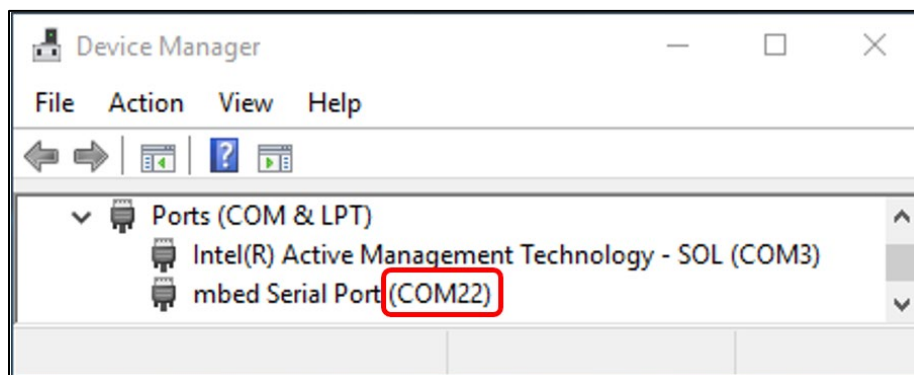 Device Manager
File Action View Help
Ports (COM & LPT)
Intel(R) Active Management Technology - SOL (COM3)
mbed Serial Port (COM22)